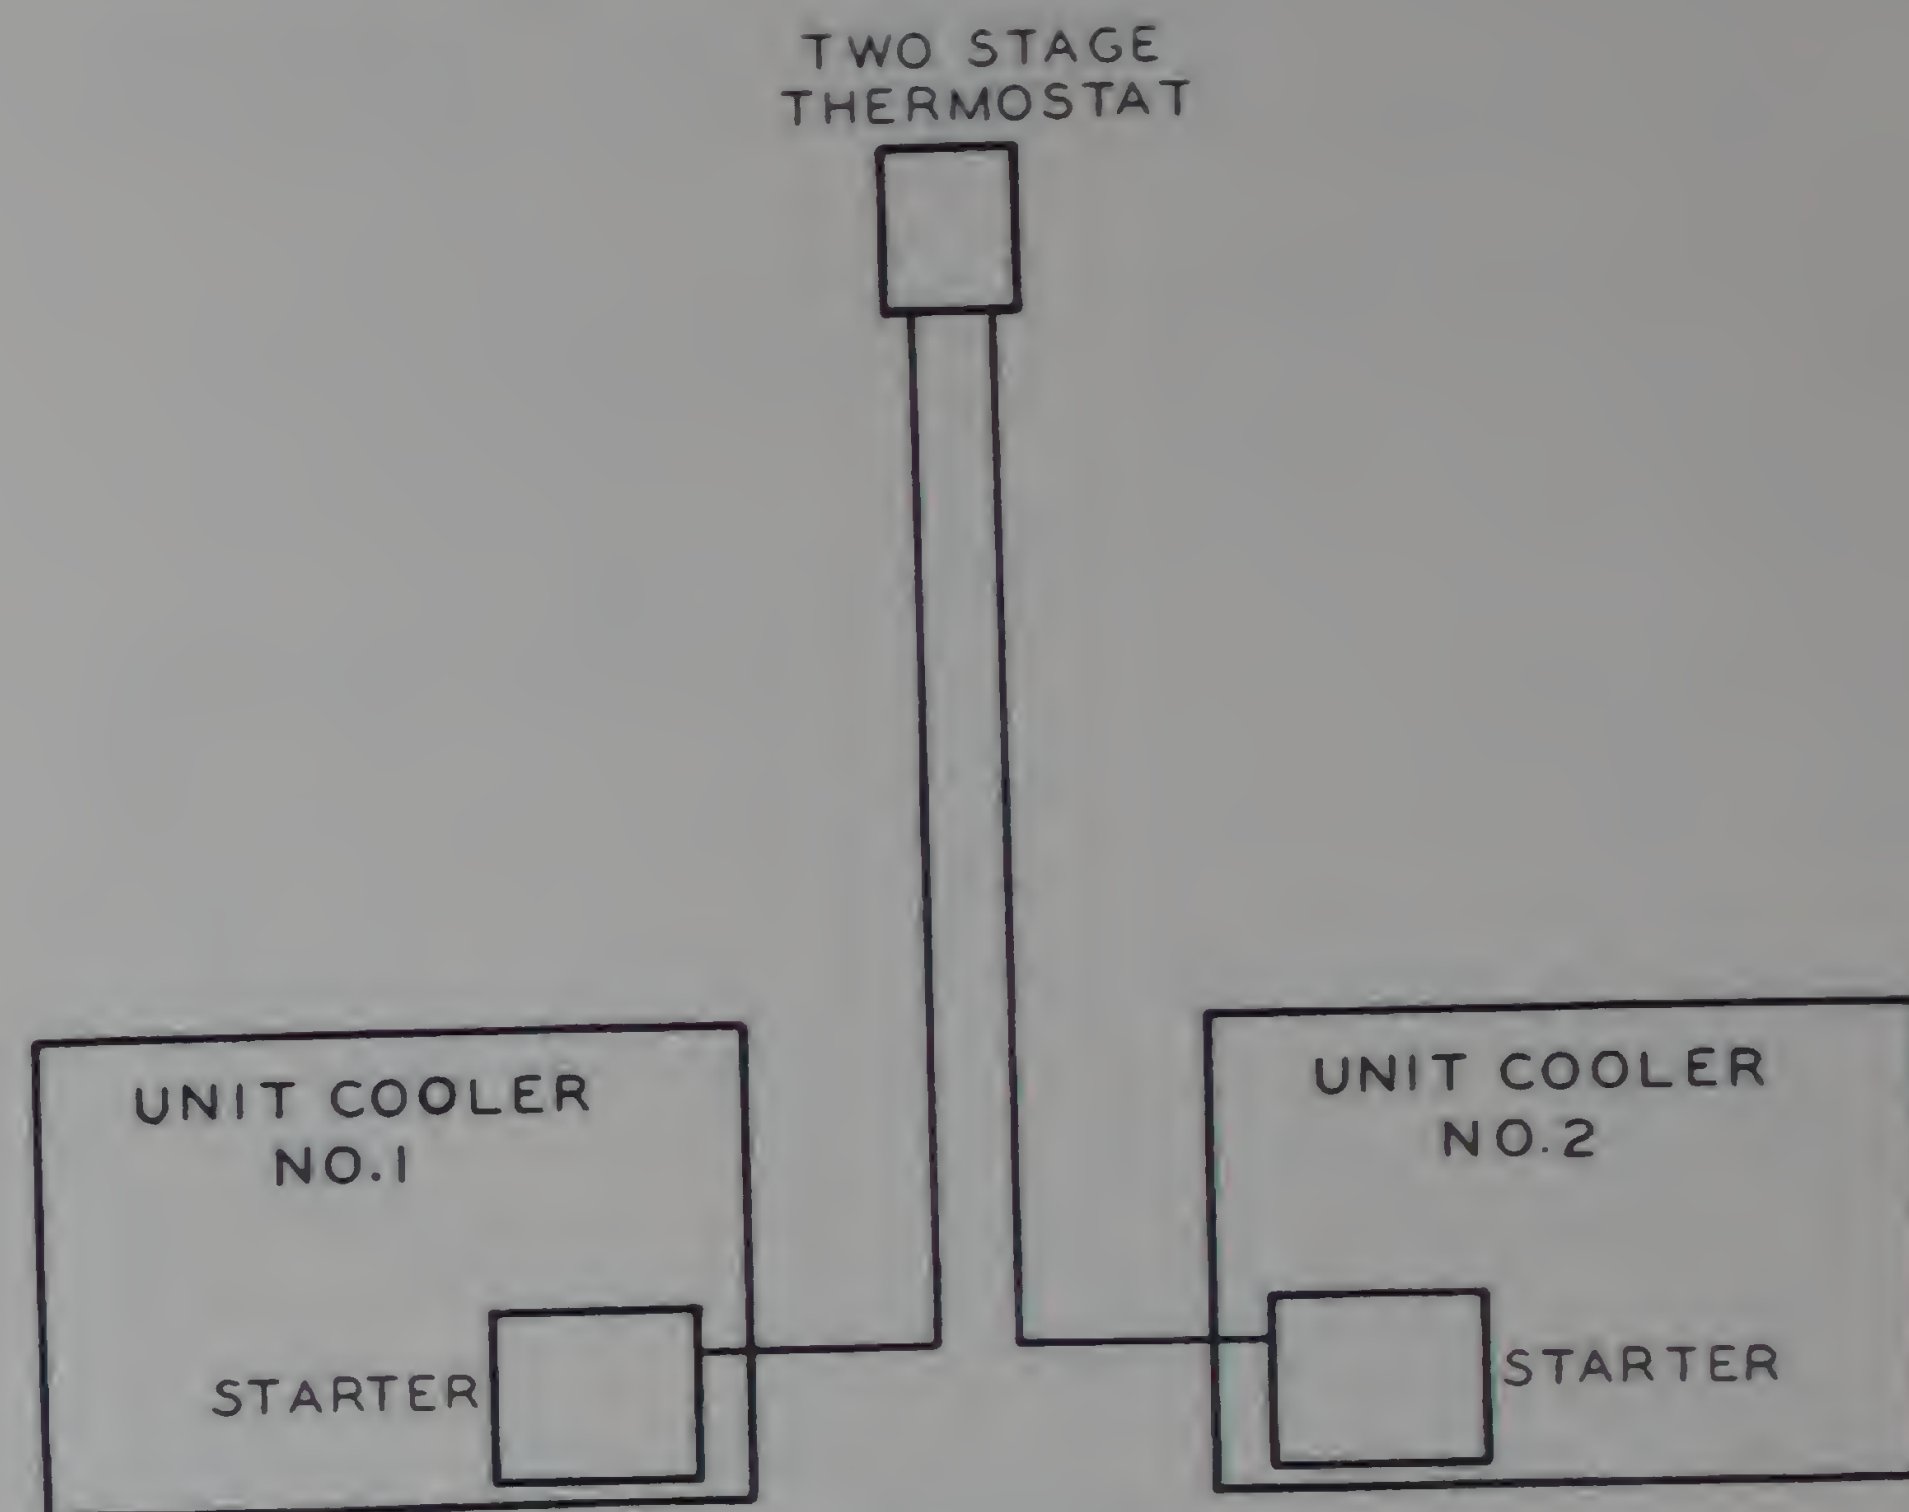 TWO STAGE
THERMOSTAT
UNIT COOLER
NO.1
STARTER
UNIT COOLER
NO.2
STARTER